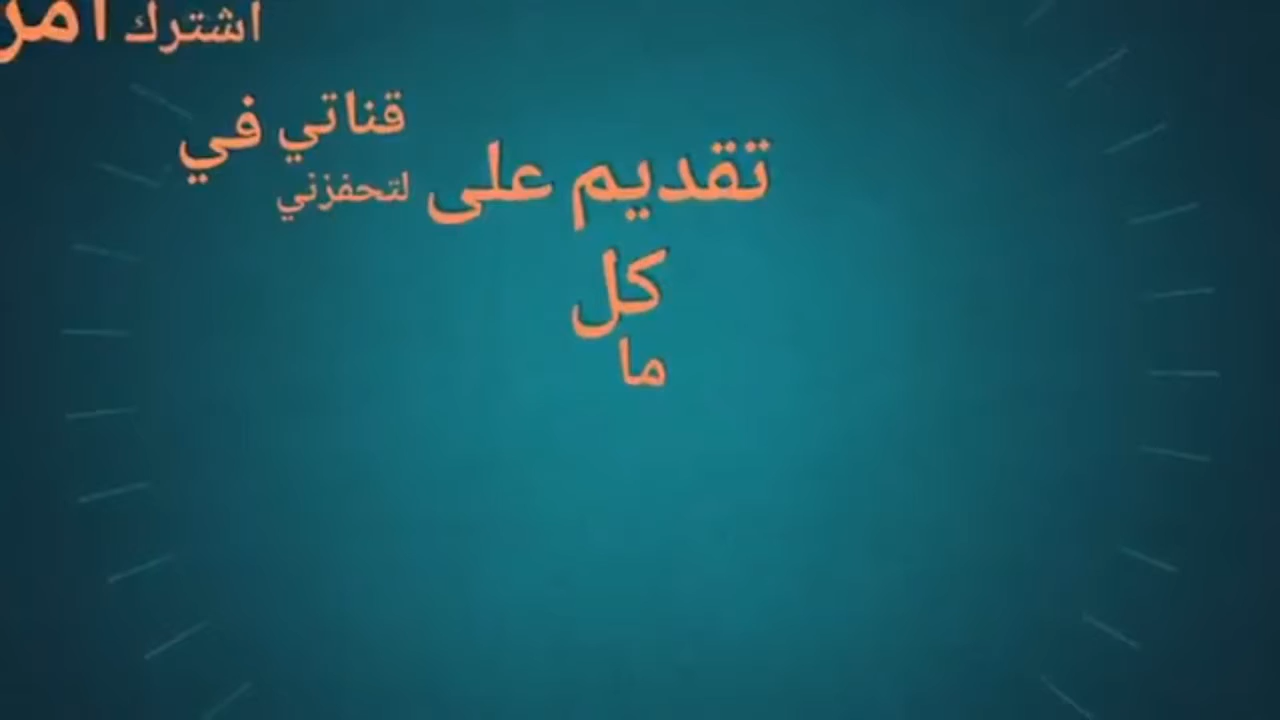 اشترك
في قناتي
لتحفزني
على تقديم
كل
ما